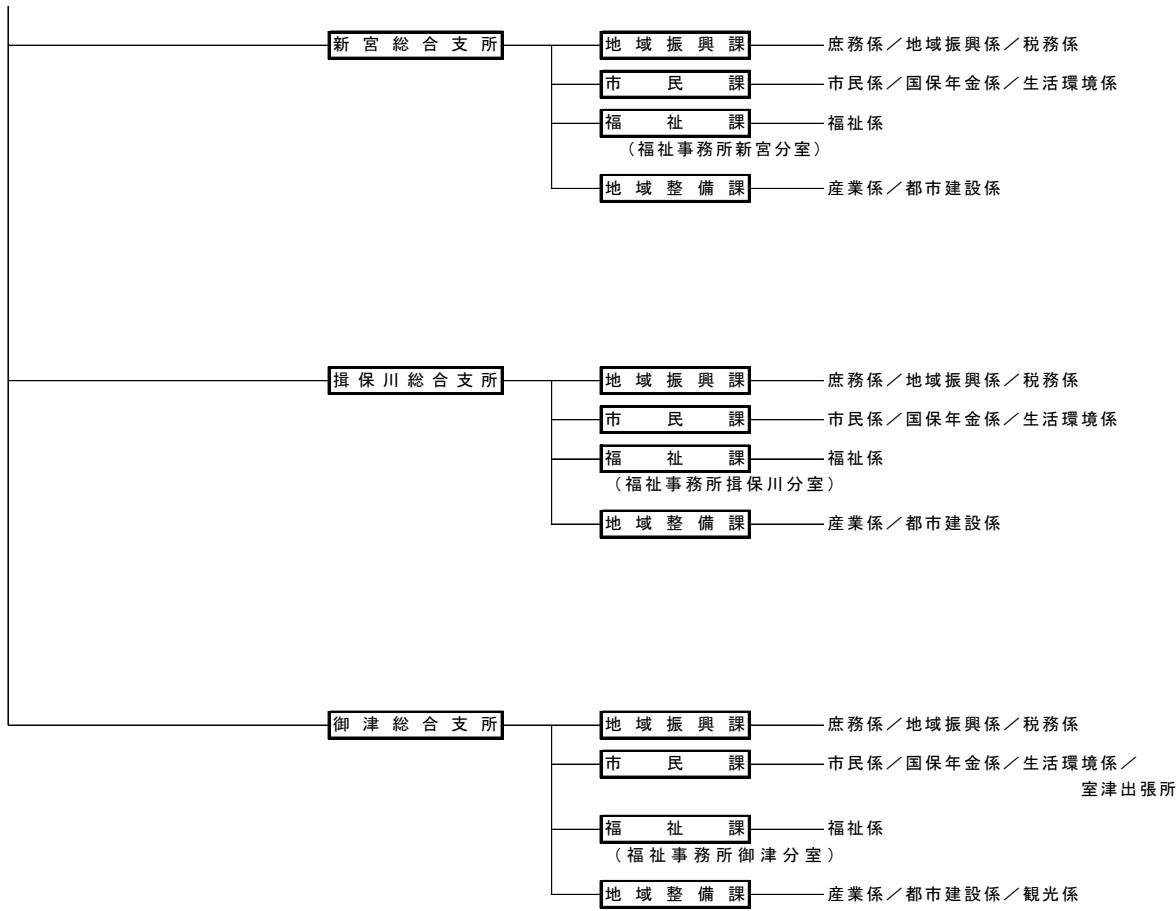 新宮総合支所 地域振興課 庶務係／地域振興係／税務係
市民課 市民係／国保年金係／生活環境係
福祉課 福祉係
（福祉事務所新宮分室）
地域整備課 産業係／都市建設係
揖保川総合支所 地域振興課 庶務係／地域振興係／税務係
市民課 市民係／国保年金係／生活環境係
福祉課 福祉係
（福祉事務所揖保川分室）
地域整備課 産業係／都市建設係
御津総合支所 地域振興課 庶務係／地域振興係／税務係
市民課 市民係／国保年金係／生活環境係／
室津出張所
福祉課 福祉係
（福祉事務所御津分室）
地域整備課 産業係／都市建設係／観光係